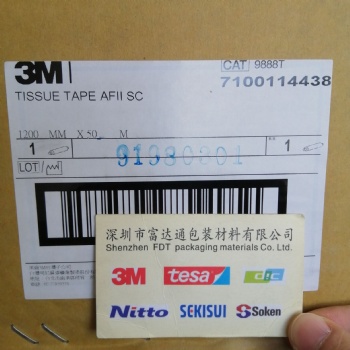 3M
CAT 9888T
7100114438
TISSUE TAPE AFII SC
1200 MM X 50 M
1
1
91980201
LOT
深圳市富达通包装材料有限公司
Shenzhen FDT packaging materials Co. Ltd.
3M tesa dic
Nitto SEKISUI Soken